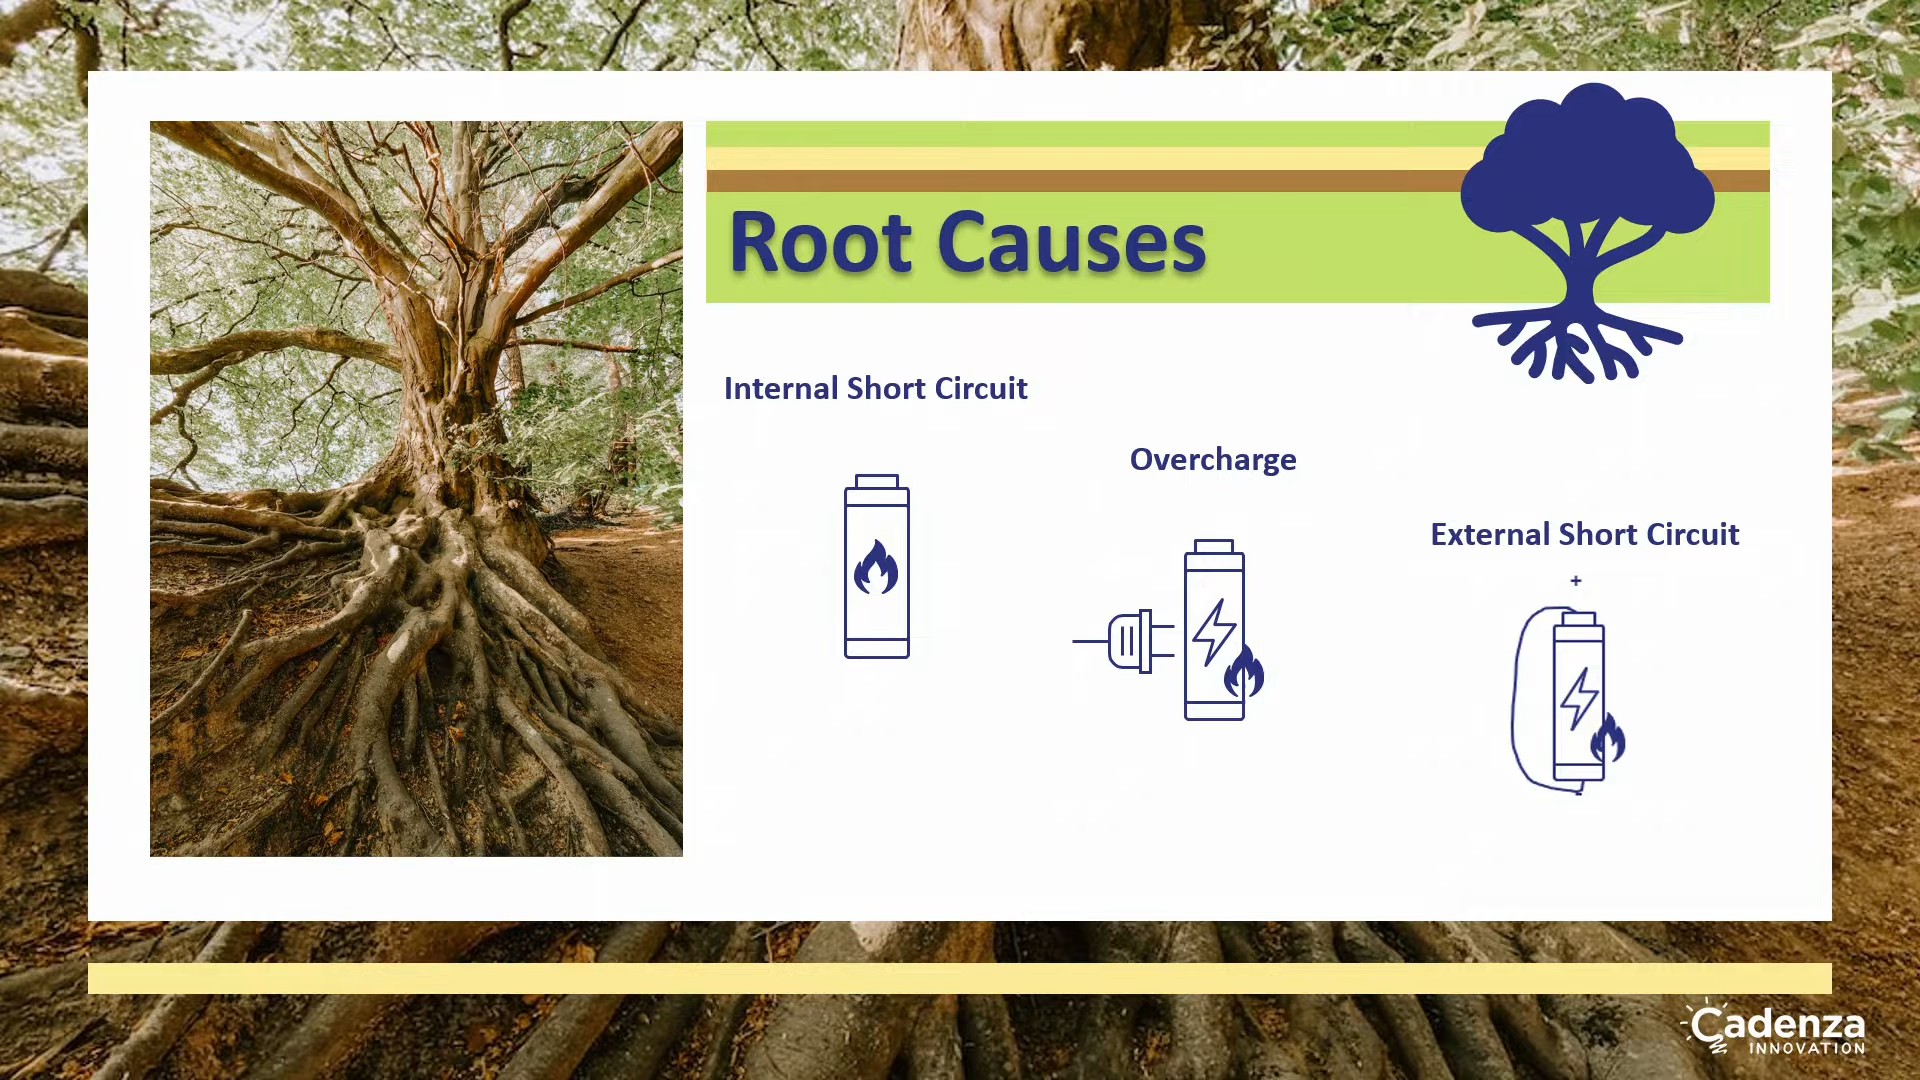 Root Causes
Internal Short Circuit
Overcharge
External Short Circuit
+
-
Cadenza
INNOVATION